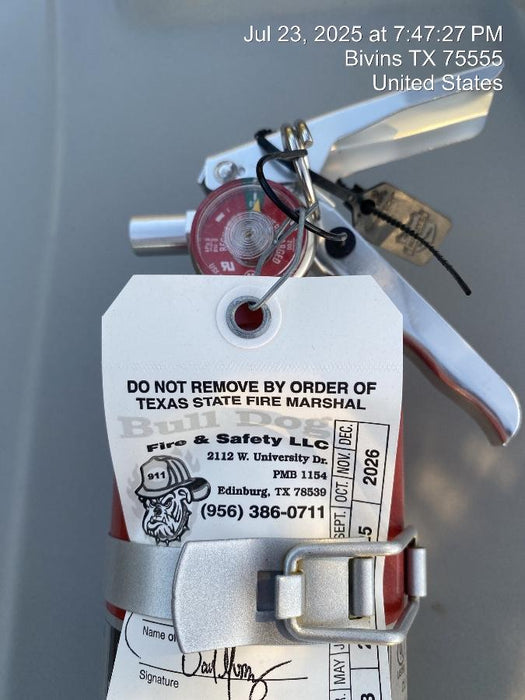 Jul 23, 2025 at 7:47:27 PM
Bivins TX 75555
United States
DO NOT REMOVE BY ORDER OF
TEXAS STATE FIRE MARSHAL
Bull Dog
Fire & Safety LLC
2112 W. University Dr.
PMB 1154
Edinburg, TX 78539
(956) 386-0711
911
SEPT. OCT. NOV. DEC.
2026
MAY
Name of
Signature